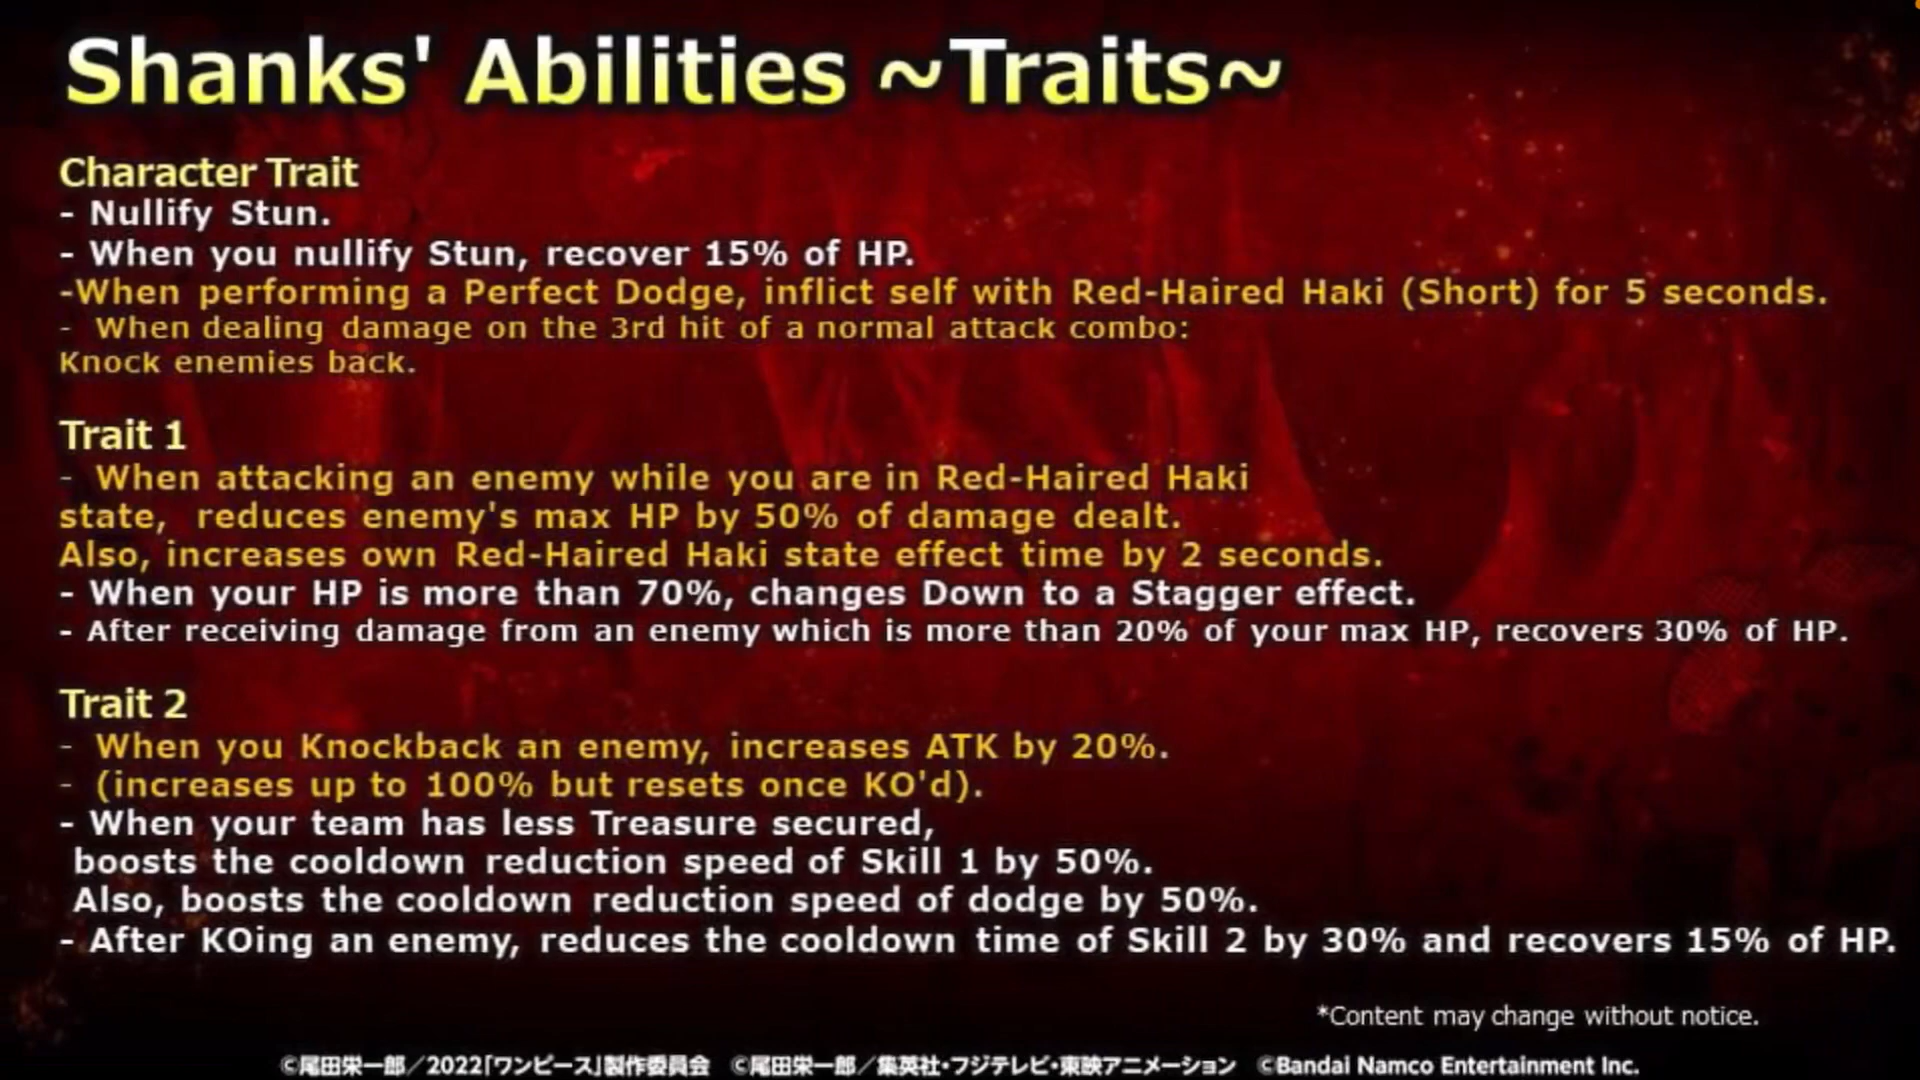 Shanks' Abilities ~Traits~
Character Trait
- Nullify Stun.
- When you nullify Stun, recover 15% of HP.
-When performing a Perfect Dodge, inflict self with Red-Haired Haki (Short) for 5 seconds.
- When dealing damage on the 3rd hit of a normal attack combo:
Knock enemies back.
Trait 1
- When attacking an enemy while you are in Red-Haired Haki
state, reduces enemy's max HP by 50% of damage dealt.
Also, increases own Red-Haired Haki state effect time by 2 seconds.
- When your HP is more than 70%, changes Down to a Stagger effect.
- After receiving damage from an enemy which is more than 20% of your max HP, recovers 30% of HP.
Trait 2
- When you Knockback an enemy, increases ATK by 20%.
- (increases up to 100% but resets once KO'd).
- When your team has less Treasure secured,
boosts the cooldown reduction speed of Skill 1 by 50%.
Also, boosts the cooldown reduction speed of dodge by 50%.
- After KOing an enemy, reduces the cooldown time of Skill 2 by 30% and recovers 15% of HP.
*Content may change without notice.
©尾田栄一郎／2022「ワンピース」製作委員会 ©尾田栄一郎／集英社・フジテレビ・東映アニメーション ©Bandai Namco Entertainment Inc.